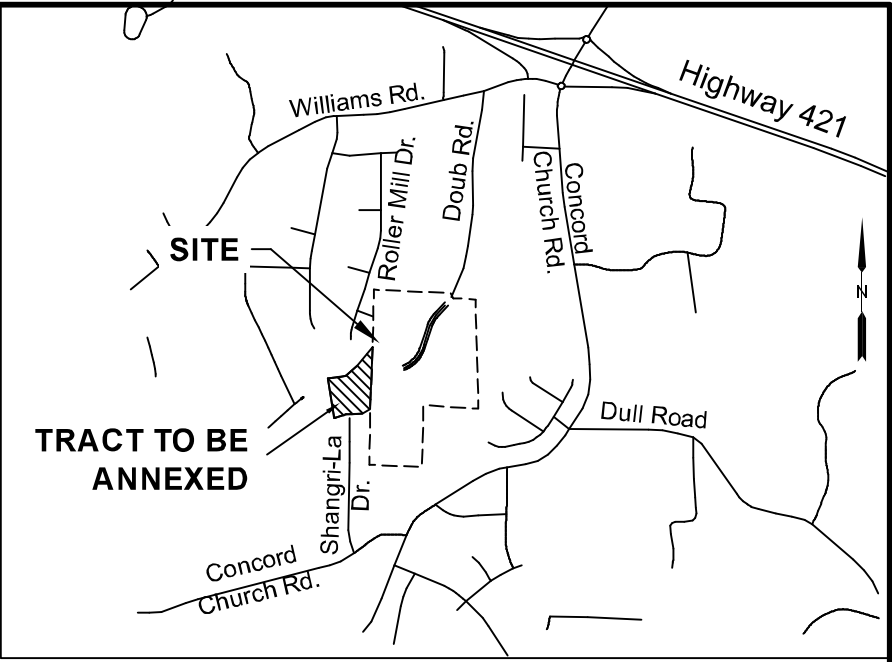 Williams Rd.
Highway 421
Roller Mill Dr.
Doub Rd.
Concord
Church Rd.
SITE
N
TRACT TO BE
ANNEXED
Dull Road
Shangri-La
Dr.
Concord
Church Rd.